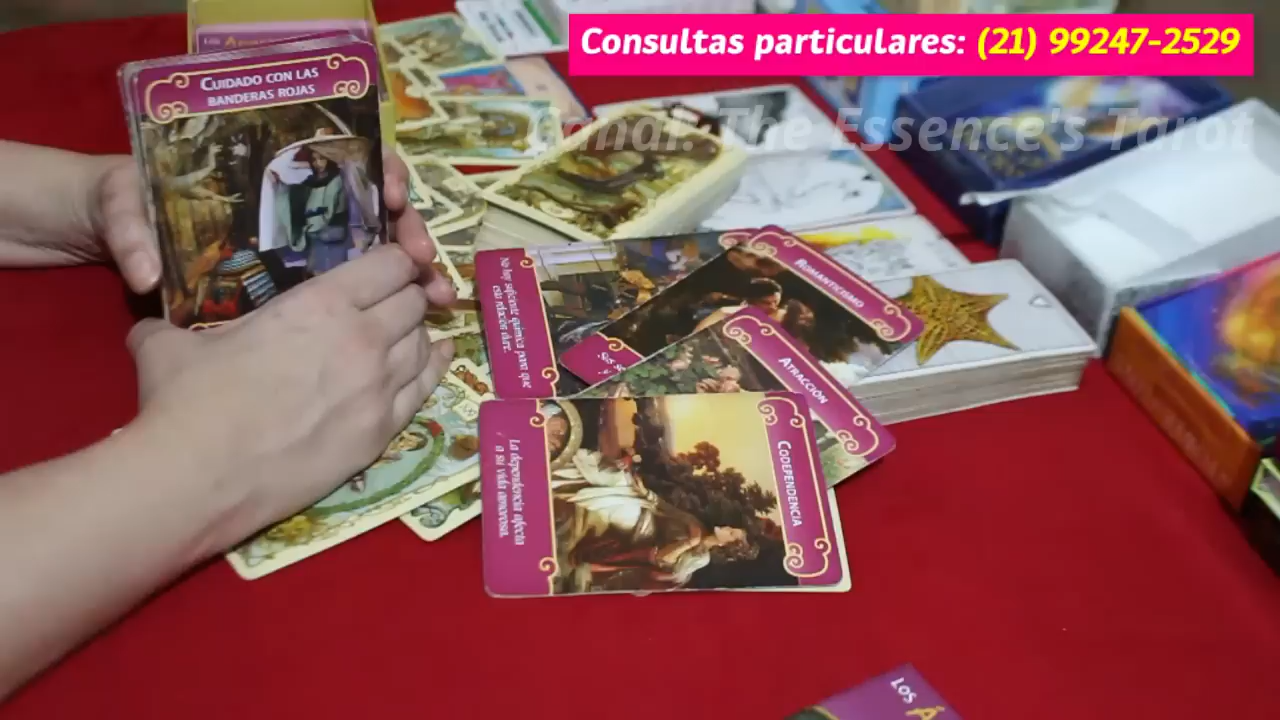 Consultas particulares: (21) 99247-2529
Canal: The Essence's Tarot
LOS
CUIDADO CON LAS
BANDERAS ROJAS
ROMANTICISMO
No hay suficiente química para que
esta relación dure.
ATRACCIÓN
CODEPENDENCIA
La dependencia afecta
a su vida amorosa.
LOS